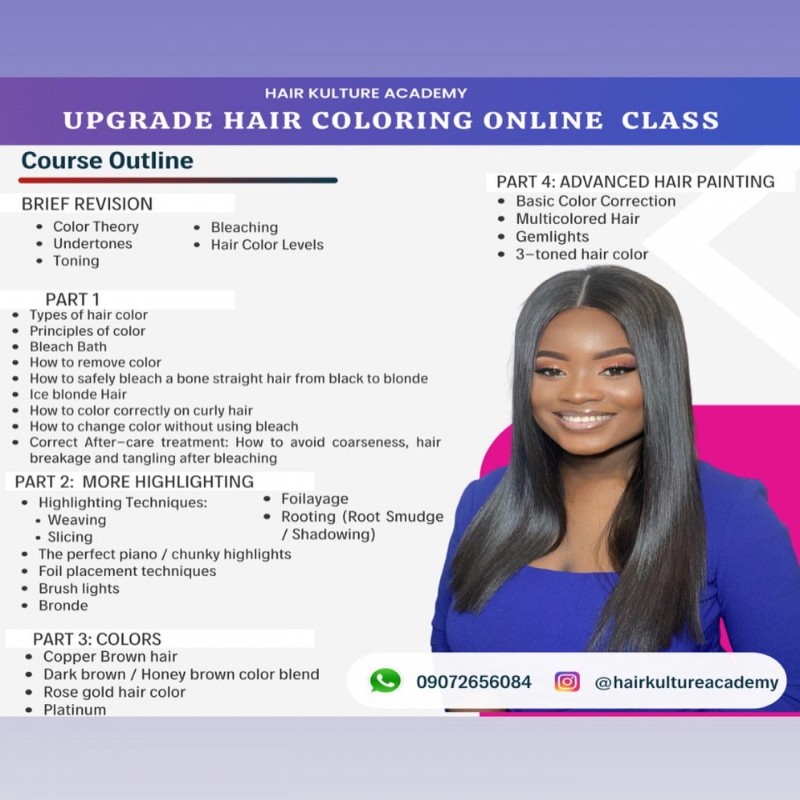 HAIR KULTURE ACADEMY
UPGRADE HAIR COLORING ONLINE CLASS
Course Outline
BRIEF REVISION
• Color Theory
• Undertones
• Toning
• Bleaching
• Hair Color Levels
PART 1
• Types of hair color
• Principles of color
• Bleach Bath
• How to remove color
• How to safely bleach a bone straight hair from black to blonde
• Ice blonde Hair
• How to color correctly on curly hair
• How to change color without using bleach
• Correct After-care treatment: How to avoid coarseness, hair
breakage and tangling after bleaching
PART 2: MORE HIGHLIGHTING
• Highlighting Techniques:
• Weaving
• Slicing
• The perfect piano / chunky highlights
• Foil placement techniques
• Brush lights
• Bronde
• Foilayage
• Rooting (Root Smudge
/ Shadowing)
PART 3: COLORS
• Copper Brown hair
• Dark brown / Honey brown color blend
• Rose gold hair color
• Platinum
PART 4: ADVANCED HAIR PAINTING
• Basic Color Correction
• Multicolored Hair
• Gemlights
• 3-toned hair color
09072656084
@hairkultureacademy